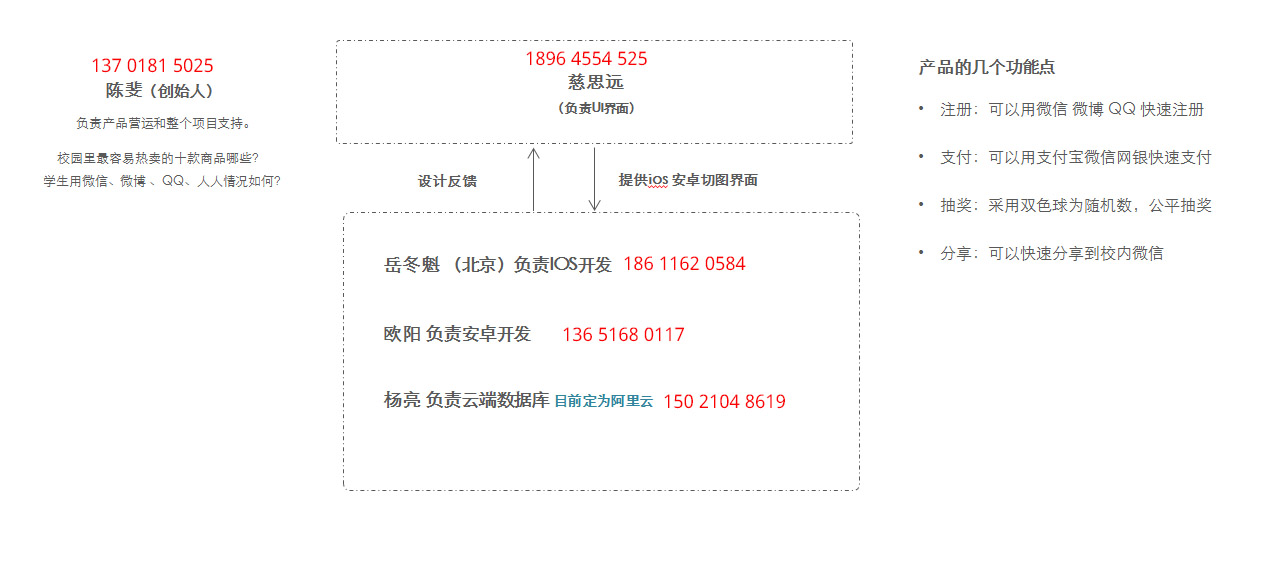 137 0181 5025
陈斐（创始人）
负责产品营运和整个项目支持。
校园里最容易热卖的十款商品哪些?
学生用微信、微博 、QQ、人人情况如何?
1896 4554 525
慈思远
（负责UI界面）
设计反馈
提供ios 安卓切图界面
岳冬魁 （北京）负责IOS开发 186 1162 0584
欧阳 负责安卓开发 136 5168 0117
杨亮 负责云端数据库 目前定为阿里云 150 2104 8619
产品的几个功能点
• 注册：可以用微信 微博 QQ 快速注册
• 支付：可以用支付宝微信网银快速支付
• 抽奖：采用双色球为随机数，公平抽奖
• 分享：可以快速分享到校内微信